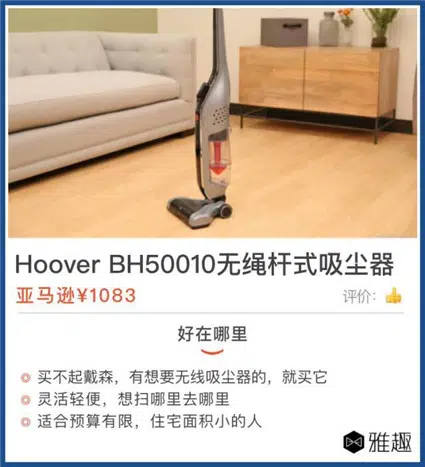 Hoover BH50010无绳杆式吸尘器
亚马逊¥1083
评价:
好在哪里
买不起戴森，有想要无线吸尘器的，就买它
灵活轻便，想扫哪里去哪里
适合预算有限，住宅面积小的人
雅趣